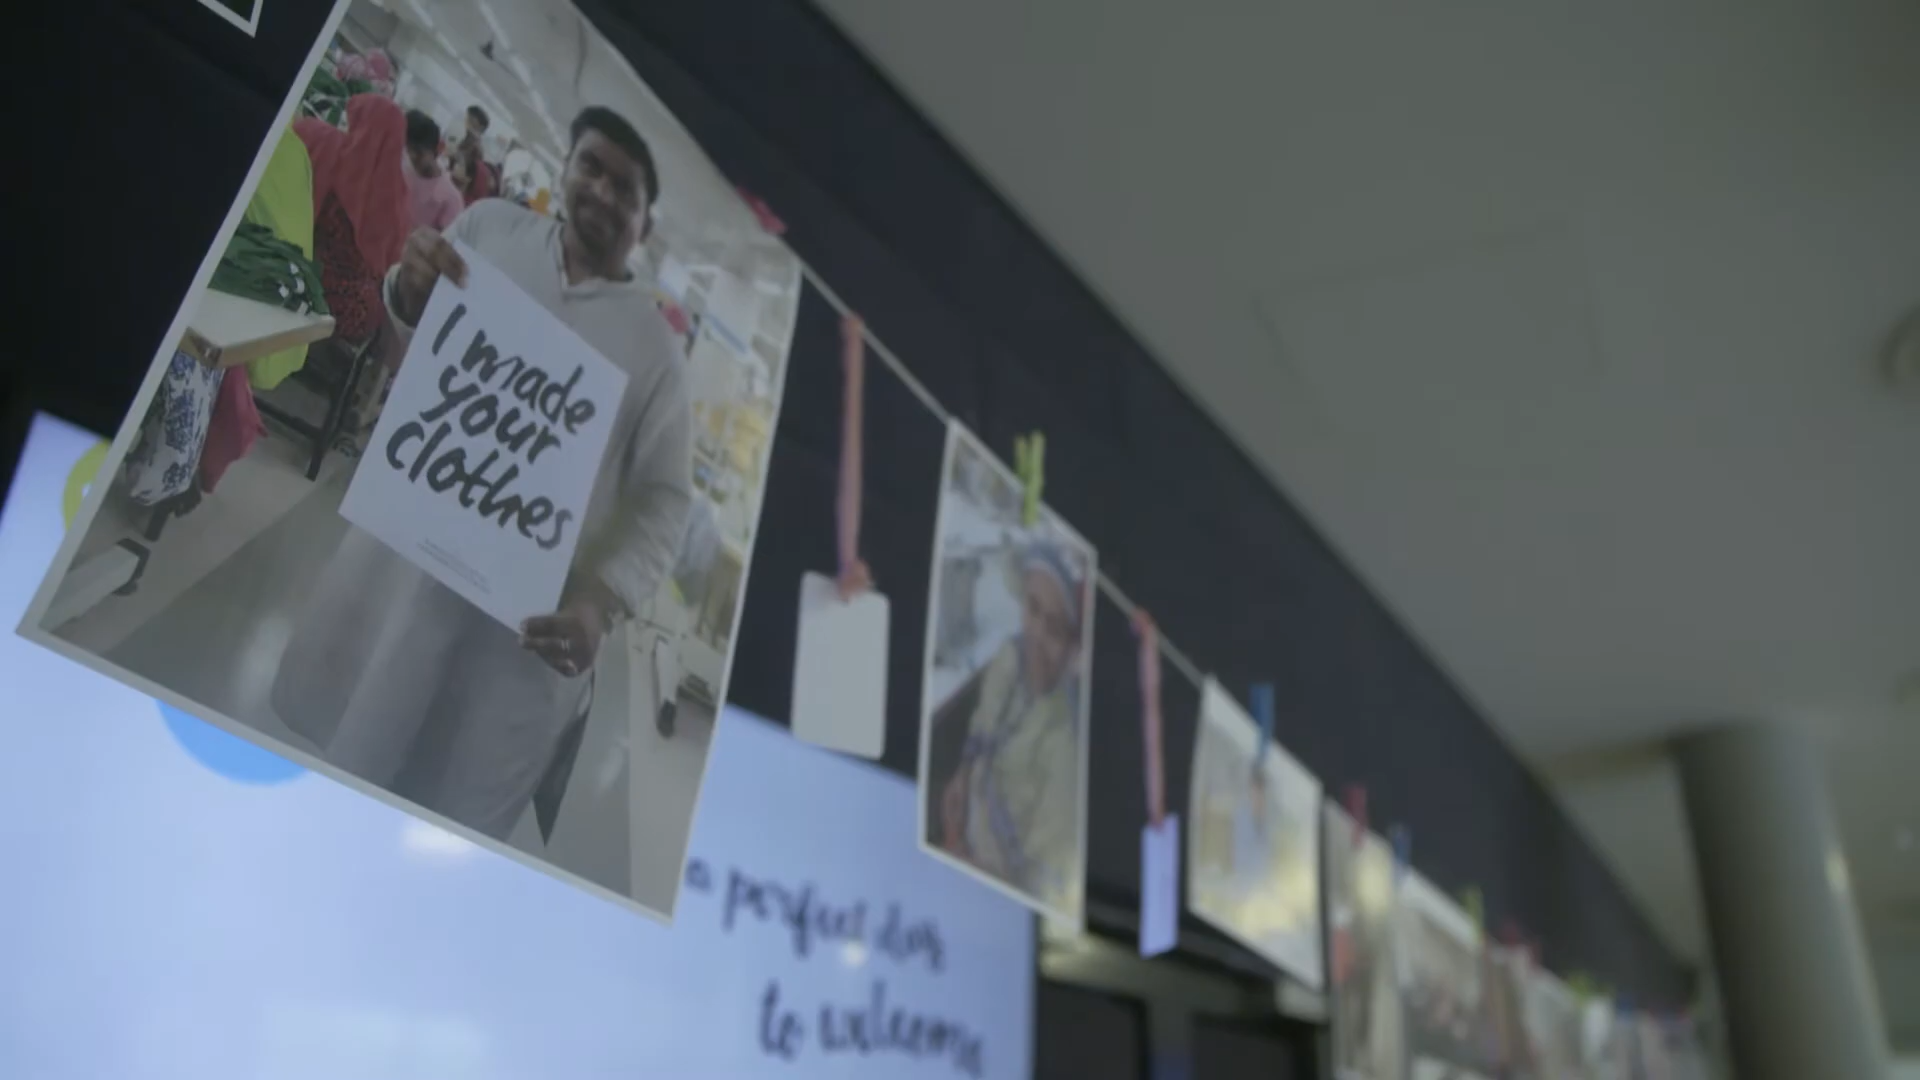 I made
your
clothes
a perfect day
to welcome